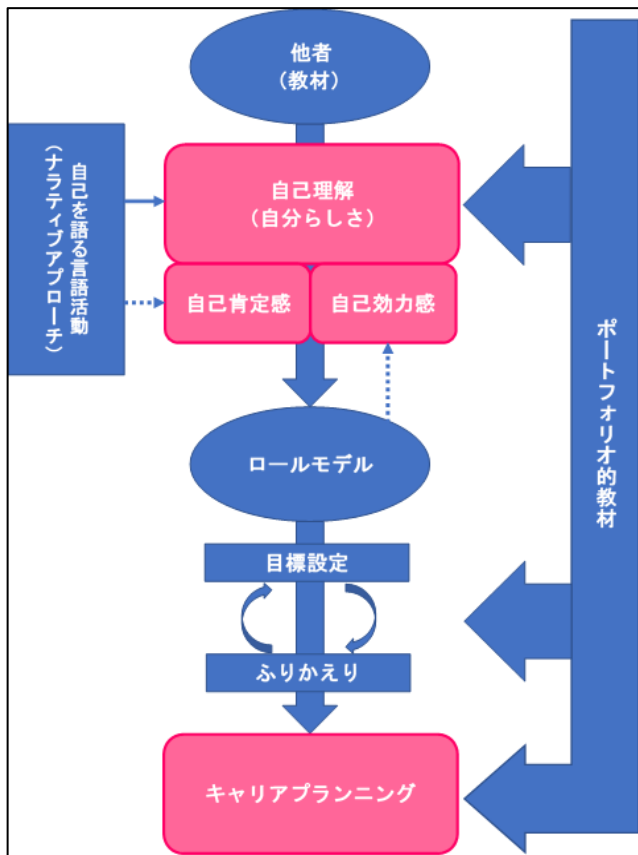 他者
（教材）
自己を語る言語活動
（ナラティブアプローチ）
自己理解
（自分らしさ）
自己肯定感
自己効力感
ロールモデル
目標設定
ふりかえり
キャリアプランニング
ポートフォリオ的教材